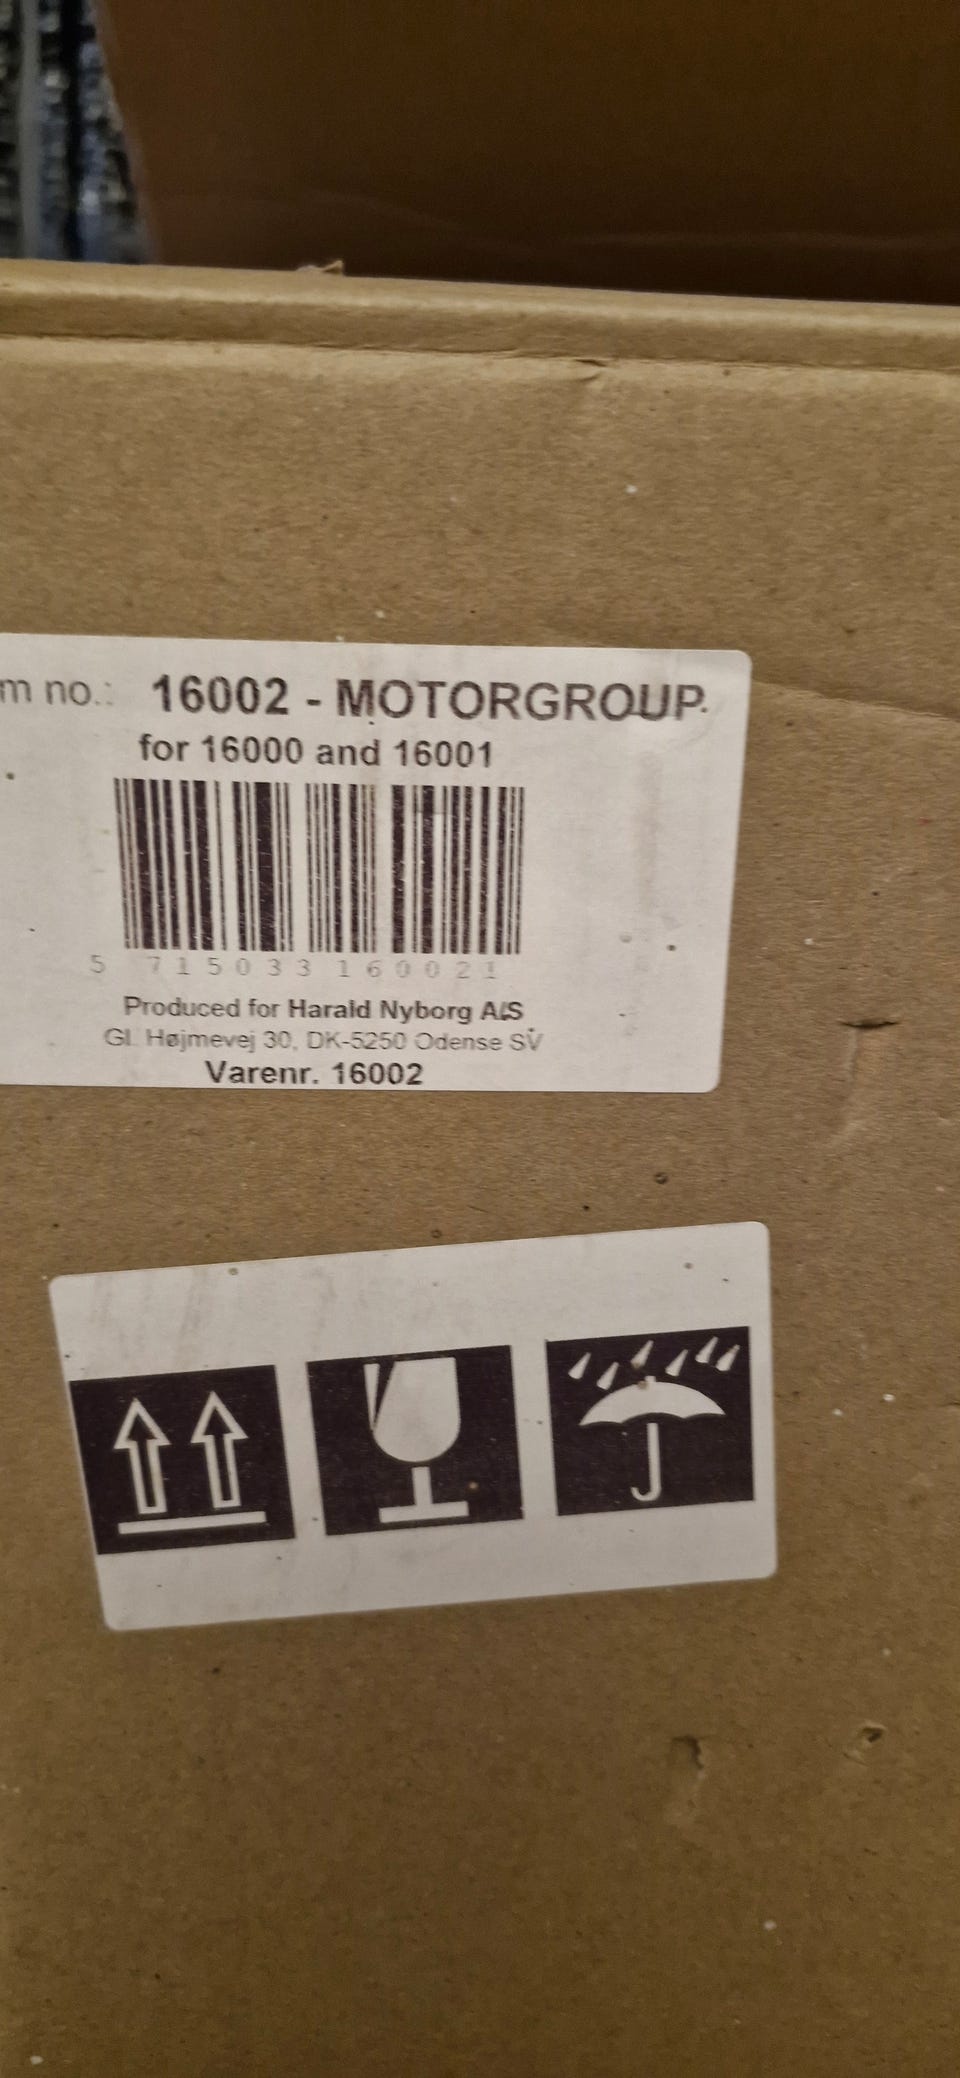 m no.: 16002 - MOTORGROUP.
for 16000 and 16001
5 715033 160021
Produced for Harald Nyborg A/S
Gl. Højmevej 30, DK-5250 Odense SV
Varenr. 16002